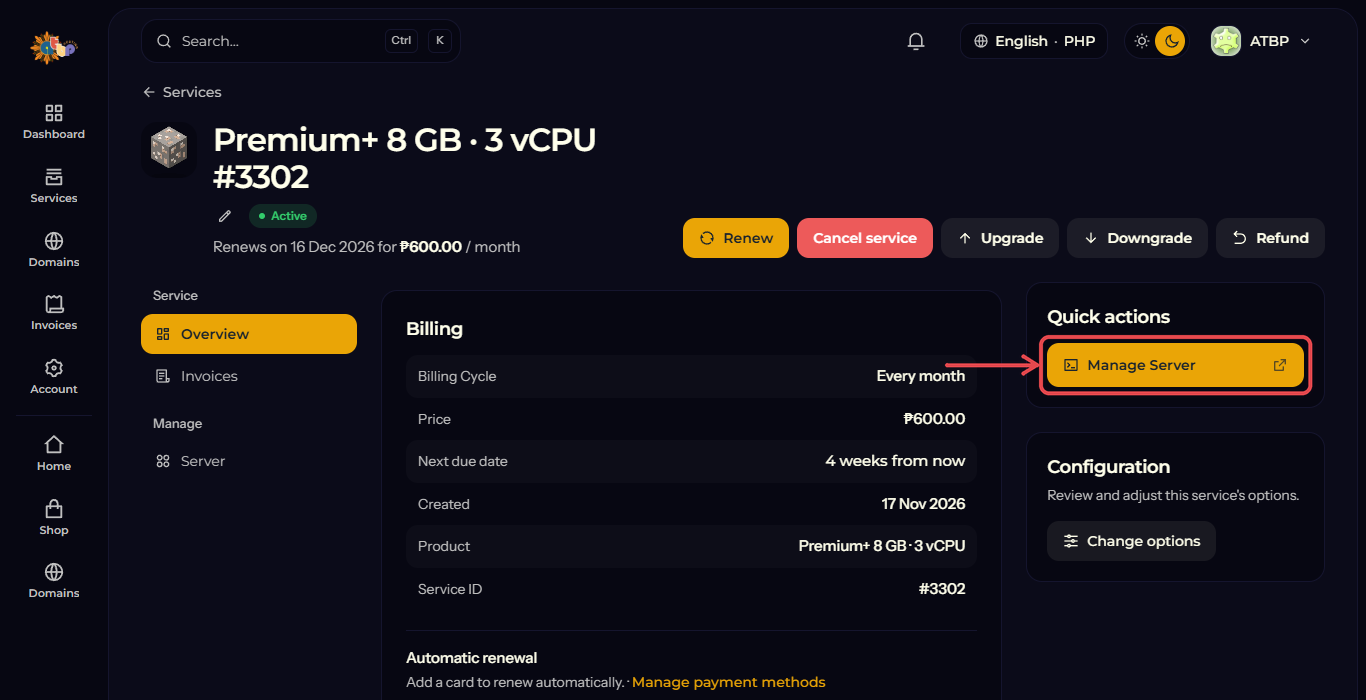 Search...
Ctrl
K
English · PHP
ATBP
Dashboard
Services
Domains
Invoices
Account
Home
Shop
Domains
← Services
Premium+ 8 GB · 3 vCPU
#3302
Active
Renews on 16 Dec 2026 for ₱600.00 / month
Renew
Cancel service
Upgrade
Downgrade
Refund
Service
Overview
Invoices
Manage
Server
Billing
Billing Cycle Every month
Price ₱600.00
Next due date 4 weeks from now
Created 17 Nov 2026
Product Premium+ 8 GB · 3 vCPU
Service ID #3302
Automatic renewal
Add a card to renew automatically. · Manage payment methods
Quick actions
Manage Server
Configuration
Review and adjust this service's options.
Change options